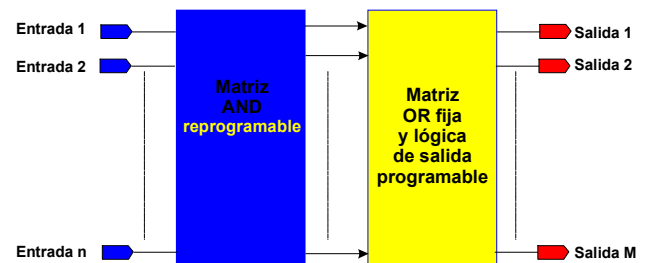 Entrada 1
Entrada 2
Entrada n
Matriz
AND
reprogramable
Matriz
OR fija
y lógica
de salida
programable
Salida 1
Salida 2
Salida M